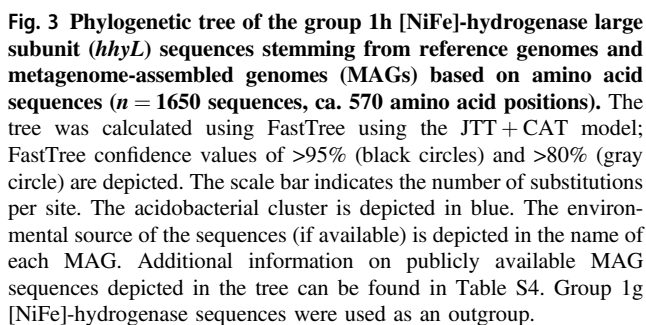 Fig. 3 Phylogenetic tree of the group 1h [NiFe]-hydrogenase large
subunit (hhyL) sequences stemming from reference genomes and
metagenome-assembled genomes (MAGs) based on amino acid
sequences (n = 1650 sequences, ca. 570 amino acid positions). The
tree was calculated using FastTree using the JTT + CAT model;
FastTree confidence values of >95% (black circles) and >80% (gray
circle) are depicted. The scale bar indicates the number of substitutions
per site. The acidobacterial cluster is depicted in blue. The environ-
mental source of the sequences (if available) is depicted in the name of
each MAG. Additional information on publicly available MAG
sequences depicted in the tree can be found in Table S4. Group 1g
[NiFe]-hydrogenase sequences were used as an outgroup.